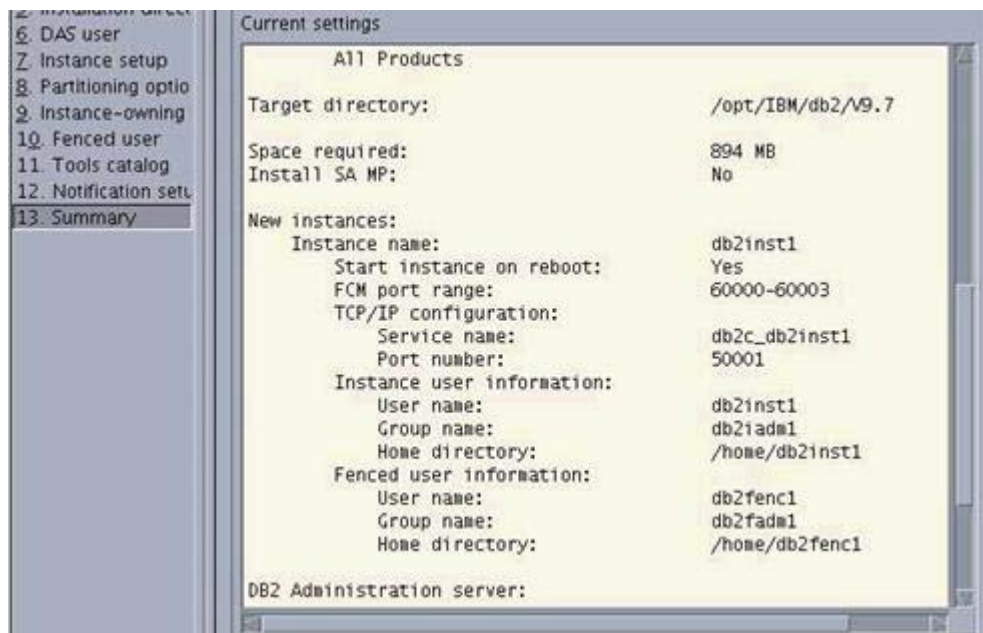 6. DAS user
7. Instance setup
8. Partitioning optio
9. Instance-owning
10. Fenced user
11. Tools catalog
12. Notification setu
13. Summary
Current settings
All Products
Target directory: /opt/IBM/db2/V9.7
Space required: 894 MB
Install SA MP: No
New instances:
Instance name: db2inst1
Start instance on reboot: Yes
FCM port range: 60000-60003
TCP/IP configuration:
Service name: db2c_db2inst1
Port number: 50001
Instance user information:
User name: db2inst1
Group name: db2iadm1
Home directory: /home/db2inst1
Fenced user information:
User name: db2fenc1
Group name: db2fadm1
Home directory: /home/db2fenc1
DB2 Administration server: